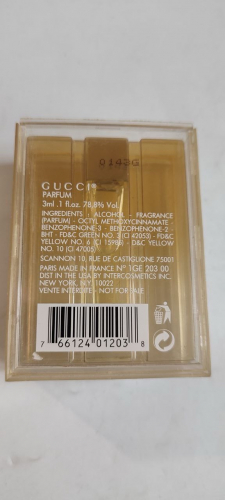 0143G
GUCCI
PARFUM
3ml .1 fl.oz. 78,8% Vol.
INGREDIENTS : ALCOHOL - FRAGRANCE
(PARFUM) - OCTYL METHOXYCINNAMATE
BENZOPHENONE-3 - BENZOPHENONE-2
BHT - FD&C GREEN NO. 3 (CI 42053) - FD&C
YELLOW NO. 6 (CI 15985) - D&C YELLOW
NO. 10 (CI 47005)
SCANNON 10, RUE DE CASTIGLIONE 75001
PARIS MADE IN FRANCE N° 1GE 203 00
DIST IN THE USA BY INTERCOSMETICS INC.
NEW YORK, N.Y. 10022
VENTE INTERDITE - NOT FOR SALE
7 66124 01203 8